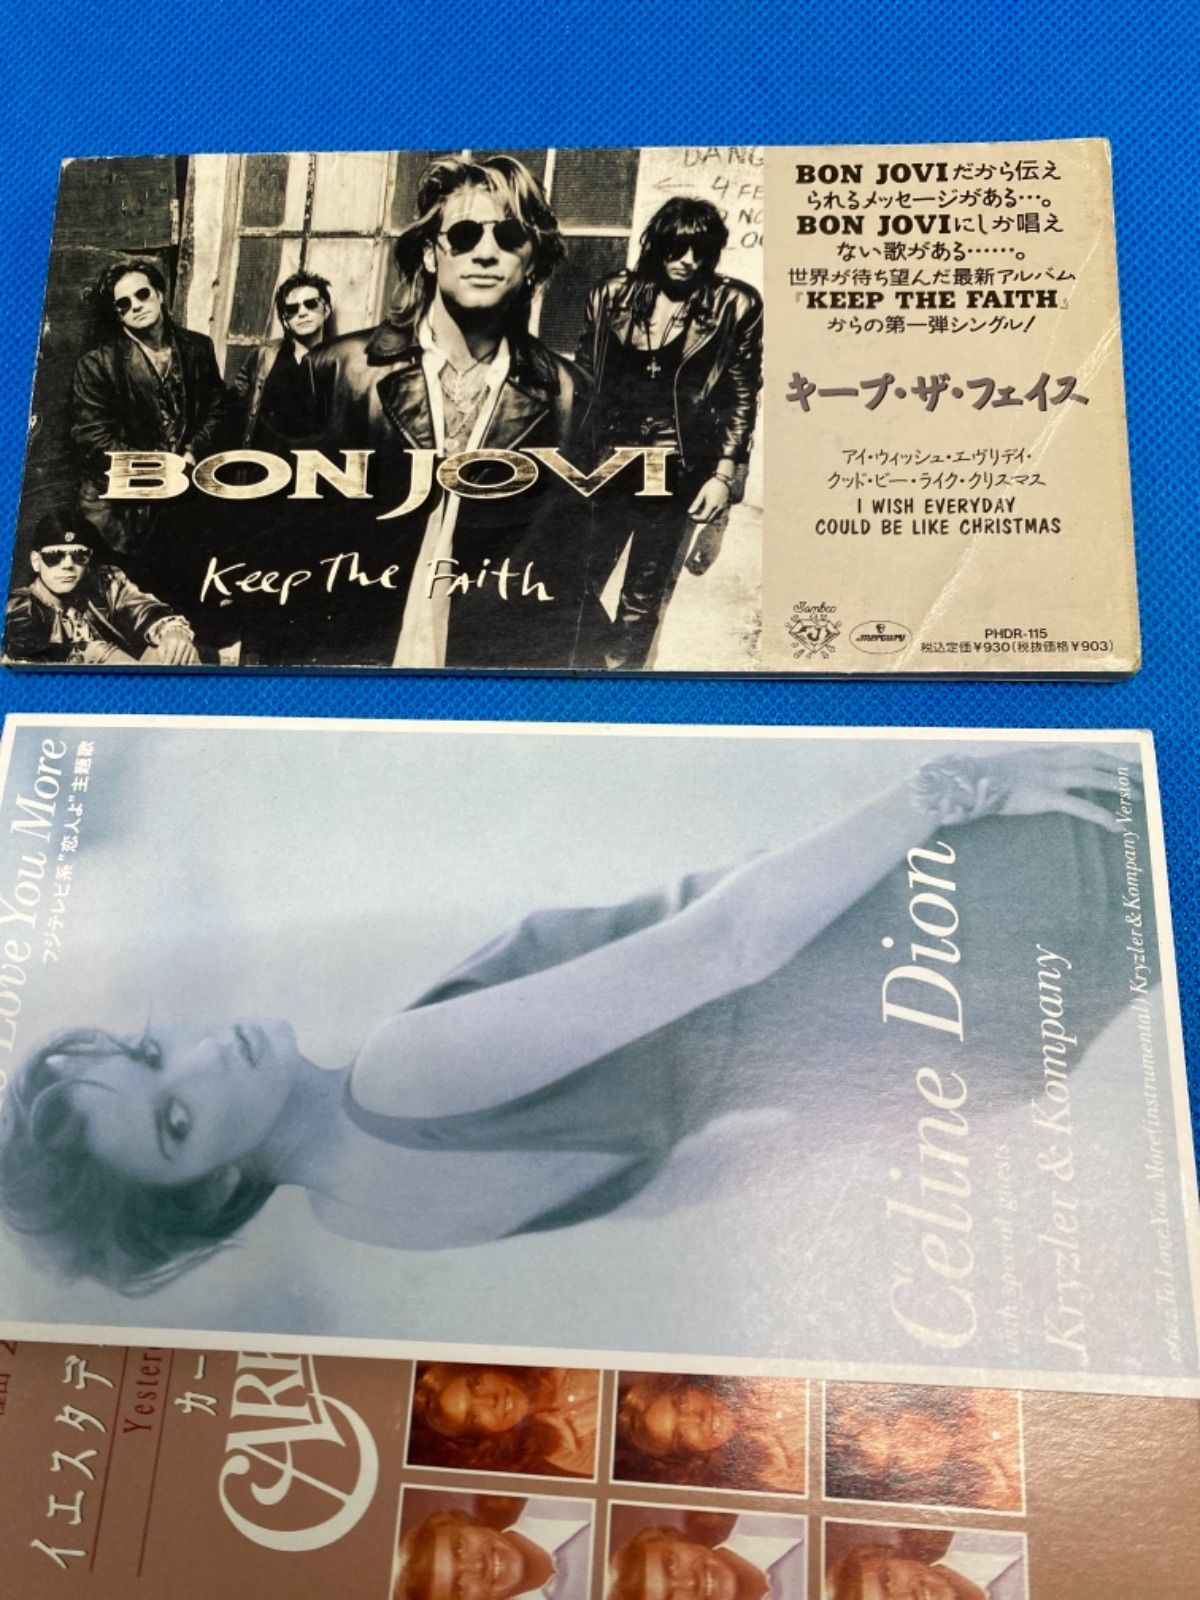 DANG
4 FE
NO
BON JOVIだから伝え
られるメッセージがある…。
BON JOVIにしか唱え
ない歌がある……。
世界が待ち望んだ最新アルバム
『KEEP THE FAITH』
からの第一弾シングル!
キープ・ザ・フェイス
アイ・ウィッシュ・エヴリデイ・
クッド・ビー・ライク・クリスマス
I WISH EVERYDAY
COULD BE LIKE CHRISTMAS
BON JOVI
Keep The Faith
Jambco
J
mercury
PHDR-115
税込定価¥930(税抜価格¥903)
Love You More
フジテレビ系“恋人よ”主題歌
Celine Dion
with special guests
Kryzler & Kompany
To Love You More(instrumental) Kryzler & Kompany Version
イエスタデ
Yester
カー
CAR